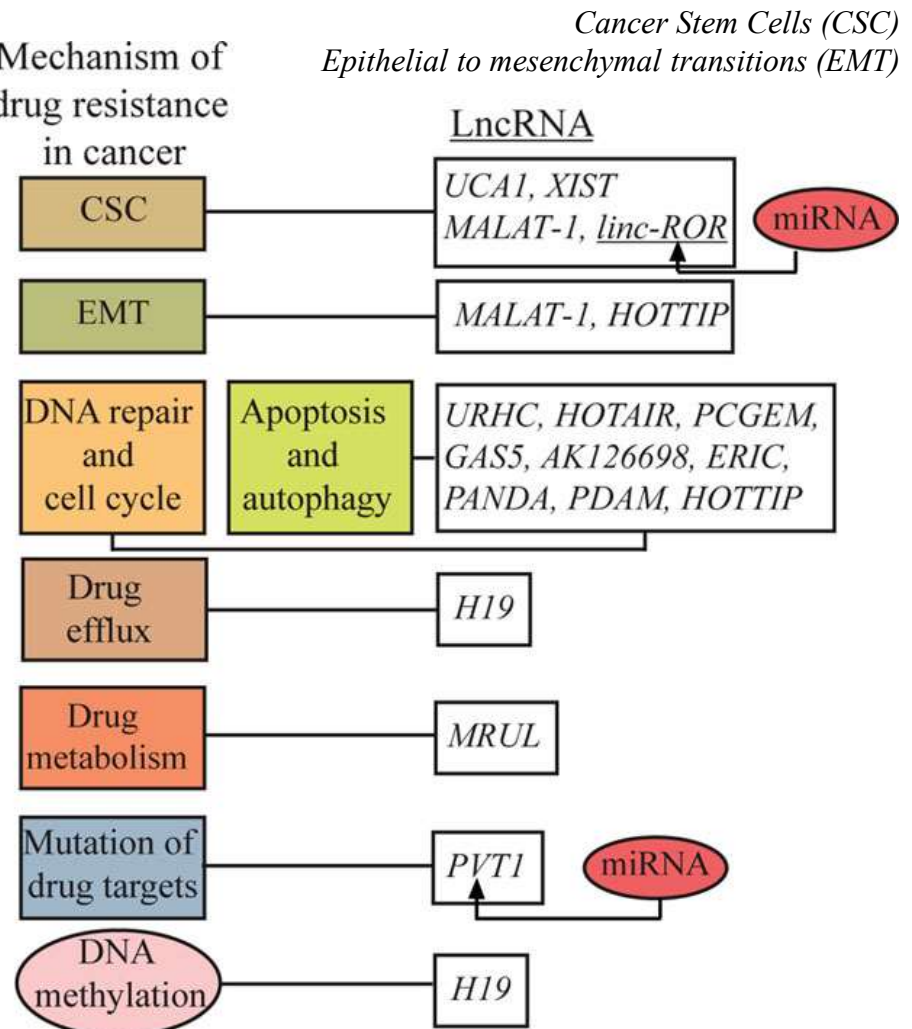 Cancer Stem Cells (CSC)
Epithelial to mesenchymal transitions (EMT)
Mechanism of
drug resistance
in cancer
LncRNA
CSC
UCA1, XIST
MALAT-1, linc-ROR
miRNA
EMT
MALAT-1, HOTTIP
DNA repair
and
cell cycle
Apoptosis
and
autophagy
URHC, HOTAIR, PCGEM,
GAS5, AK126698, ERIC,
PANDA, PDAM, HOTTIP
Drug
efflux
H19
Drug
metabolism
MRUL
Mutation of
drug targets
PVT1
miRNA
DNA
methylation
H19